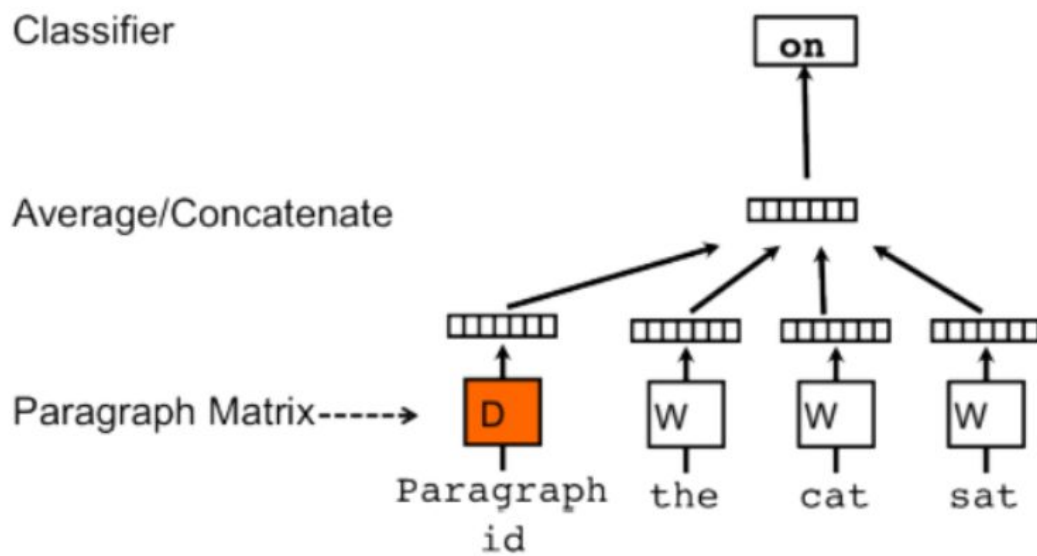 Classifier
on
Average/Concatenate
Paragraph Matrix
D
W
W
W
Paragraph
id
the
cat
sat